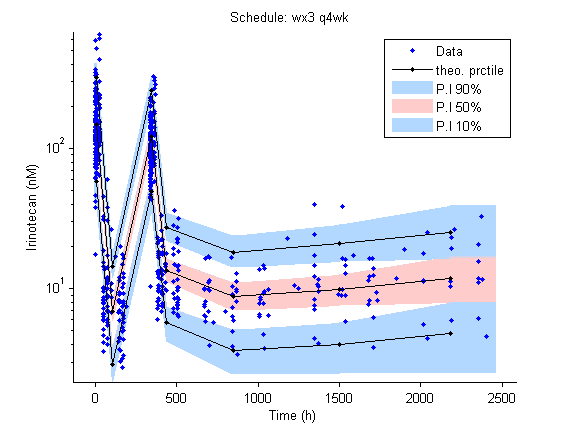 Schedule: wx3 q4wk
Data
theo. prctile
P.I 90%
P.I 50%
P.I 10%
Irinotecan (nM)
10²
10¹
0
500
1000
1500
2000
2500
Time (h)